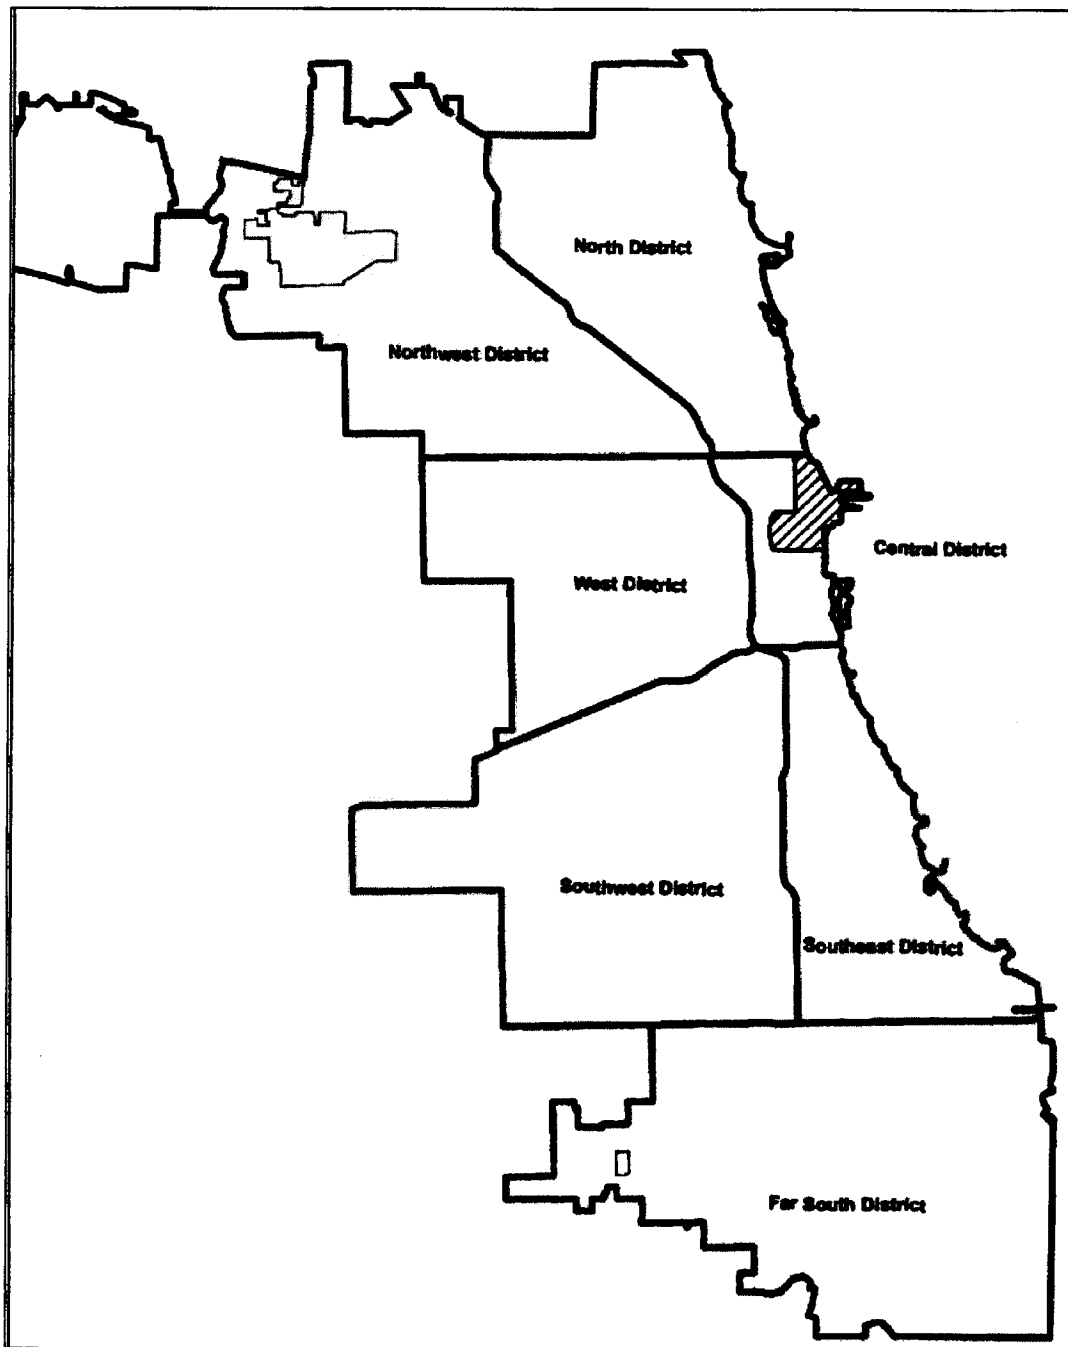 North District
Northwest District
Central District
West District
Southwest District
Southeast District
Far South District